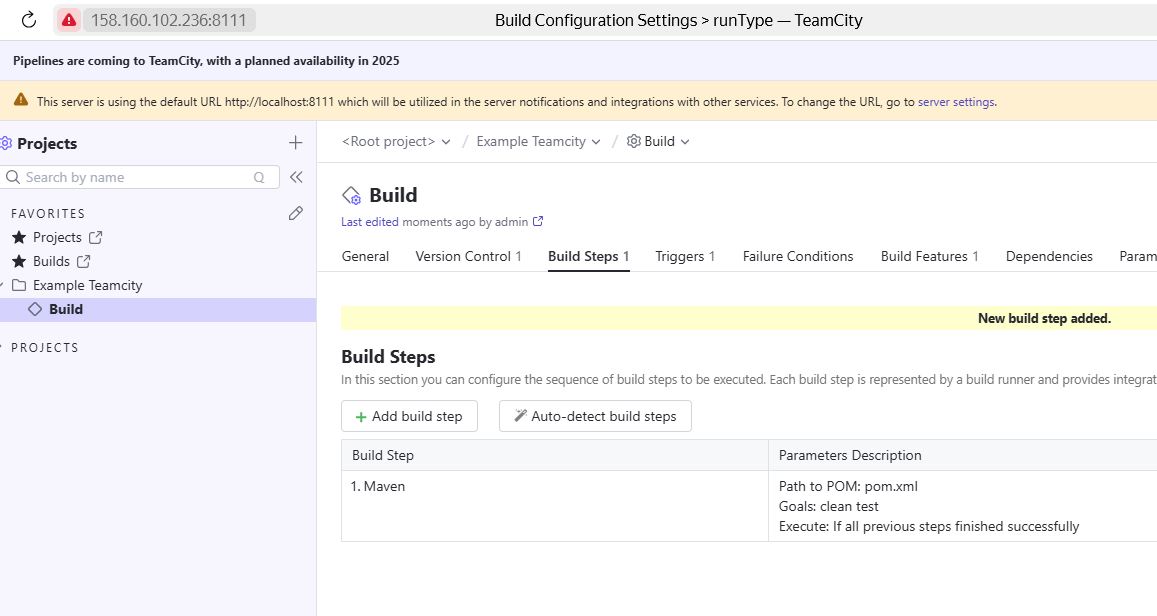 158.160.102.236:8111 Build Configuration Settings > runType — TeamCity
Pipelines are coming to TeamCity, with a planned availability in 2025
This server is using the default URL http://localhost:8111 which will be utilized in the server notifications and integrations with other services. To change the URL, go to server settings.
Projects
Search by name Q
FAVORITES
Projects
Builds
Example Teamcity
Build
PROJECTS
<Root project> / Example Teamcity / Build
Build
Last edited moments ago by admin
General Version Control 1 Build Steps 1 Triggers 1 Failure Conditions Build Features 1 Dependencies Param
New build step added.
Build Steps
In this section you can configure the sequence of build steps to be executed. Each build step is represented by a build runner and provides integrat
+ Add build step Auto-detect build steps
Build Step Parameters Description
1. Maven Path to POM: pom.xml
Goals: clean test
Execute: If all previous steps finished successfully